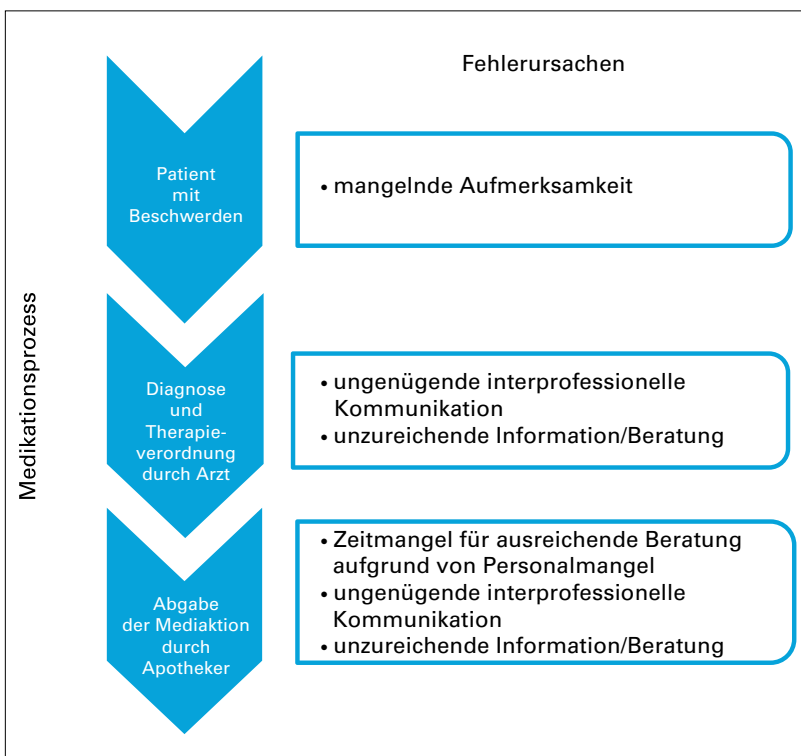 Fehlerursachen
Medikationsprozess
Patient
mit
Beschwerden
• mangelnde Aufmerksamkeit
Diagnose
und
Therapie-
verordnung
durch Arzt
• ungenügende interprofessionelle
Kommunikation
• unzureichende Information/Beratung
Abgabe
der Mediaktion
durch
Apotheker
• Zeitmangel für ausreichende Beratung
aufgrund von Personalmangel
• ungenügende interprofessionelle
Kommunikation
• unzureichende Information/Beratung